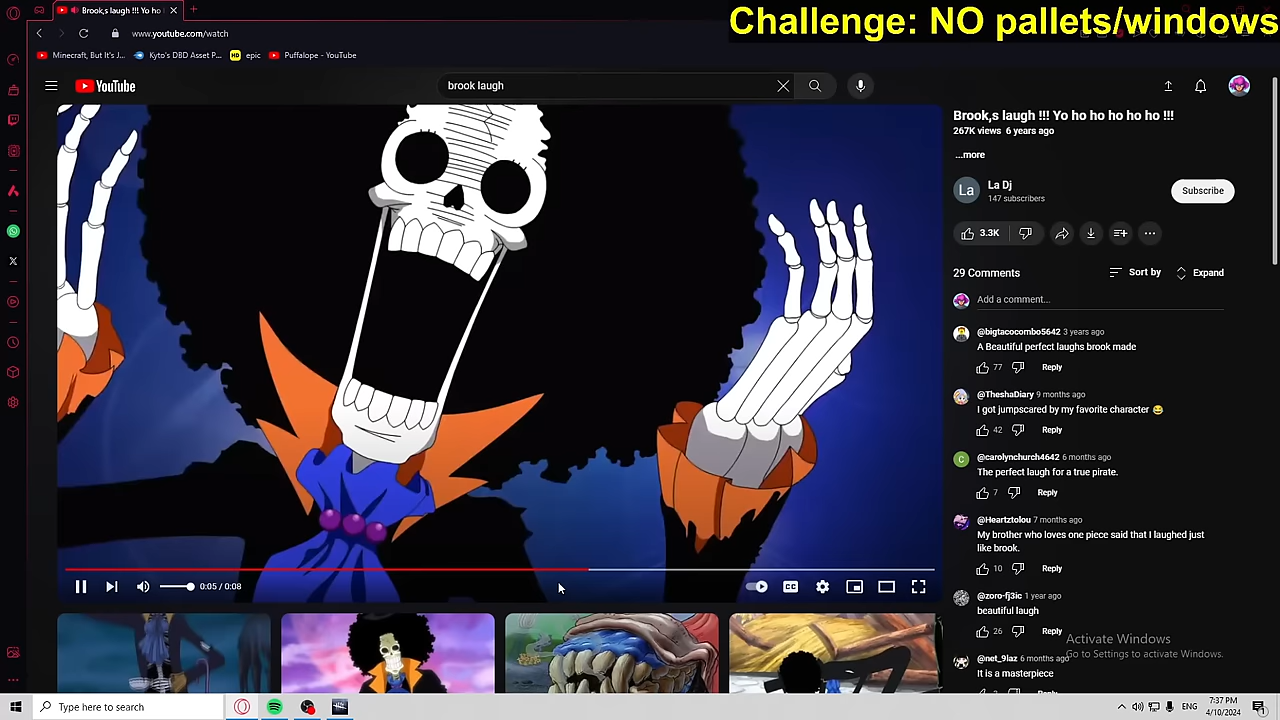 Challenge: NO pallets/windows
Brook,s laugh !!! Yo ho
www.youtube.com/watch
Minecraft, But It's J...
Kyto's DBD Asset P...
HD
epic
Puffalope - YouTube
YouTube
brook laugh
Brook,s laugh !!! Yo ho ho ho ho ho !!!
267K views 6 years ago
...more
La
La Dj
147 subscribers
Subscribe
3.3K
29 Comments
Sort by
Expand
Add a comment...
@bigtacocombo5642 3 years ago
A Beautiful perfect laughs brook made
77
Reply
@TheshaDiary 9 months ago
I got jumpscared by my favorite character 😂
42
Reply
C
@carolynchurch4642 6 months ago
The perfect laugh for a true pirate.
7
Reply
@Heartztolou 7 months ago
My brother who loves one piece said that I laughed just
like brook.
10
Reply
@zoro-fj3ic 1 year ago
beautiful laugh
26
Reply
@net_9laz 6 months ago
It is a masterpiece
0:05 / 0:08
CC
Activate Windows
Go to Settings to activate Windows.
Type here to search
ENG
7:37 PM
4/10/2024